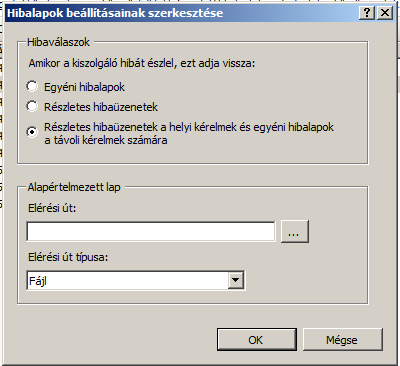 Hibalapok beállításainak szerkesztése
Hibaválaszok
Amikor a kiszolgáló hibát észlel, ezt adja vissza:
Egyéni hibalapok
Részletes hibaüzenetek
Részletes hibaüzenetek a helyi kérelmek és egyéni hibalapok
a távoli kérelmek számára
Alapértelmezett lap
Elérési út:
...
Elérési út típusa:
Fájl
OK
Mégse